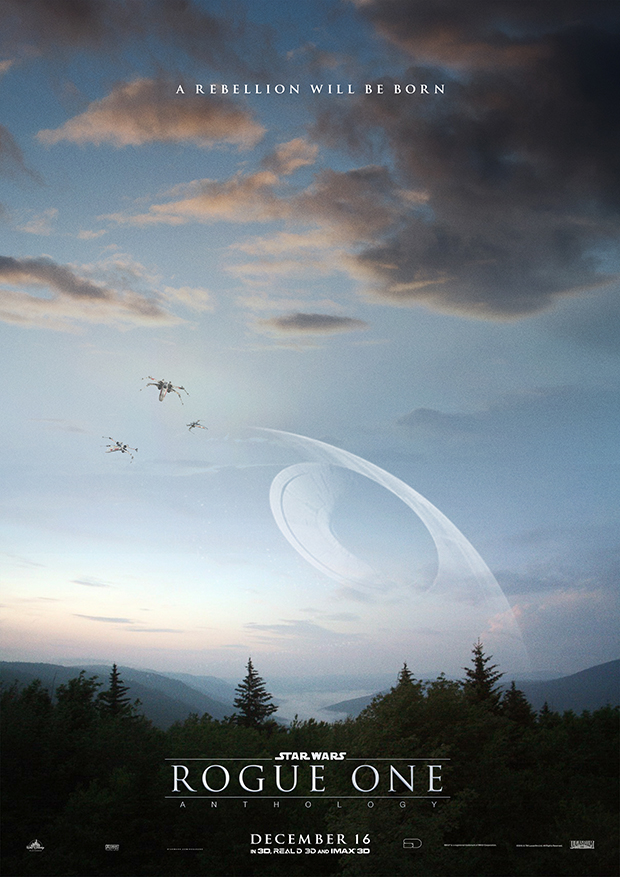 A REBELLION WILL BE BORN
STAR WARS
ROGUE ONE
ANTHOLOGY
DECEMBER 16
IN 3D, REAL D 3D AND IMAX 3D